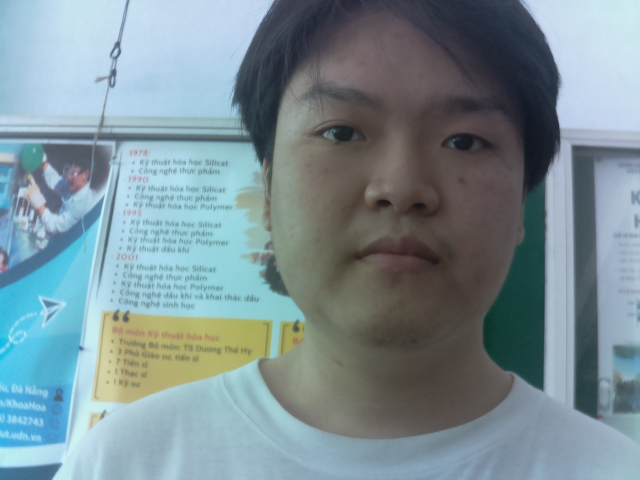 1978:
• Kỹ thuật hóa học Silicat
• Công nghệ thực phẩm
1990
• Kỹ thuật hóa học Silicat
• Công nghệ thực phẩm
• Kỹ thuật hóa học Polymer
1995
• Kỹ thuật hóa học Silicat
• Công nghệ thực phẩm
• Kỹ thuật hóa học Polymer
• Kỹ thuật dầu khí
2001
• Kỹ thuật hóa học Silicat
• Công nghệ thực phẩm
• Kỹ thuật hóa học Polymer
• Công nghệ dầu khí và khai thác dầu
• Công nghệ sinh học
Bộ môn Kỹ thuật hóa học
• Trưởng Bộ môn: TS Dương Thế Hy
• 3 Phó Giáo sư, tiến sĩ
• 7 Tiến sĩ
• 1 Thạc sĩ
• 1 Kỹ sư
Đà Nẵng
/KhoaHoa
3842743
ut.udn.vn
K
H